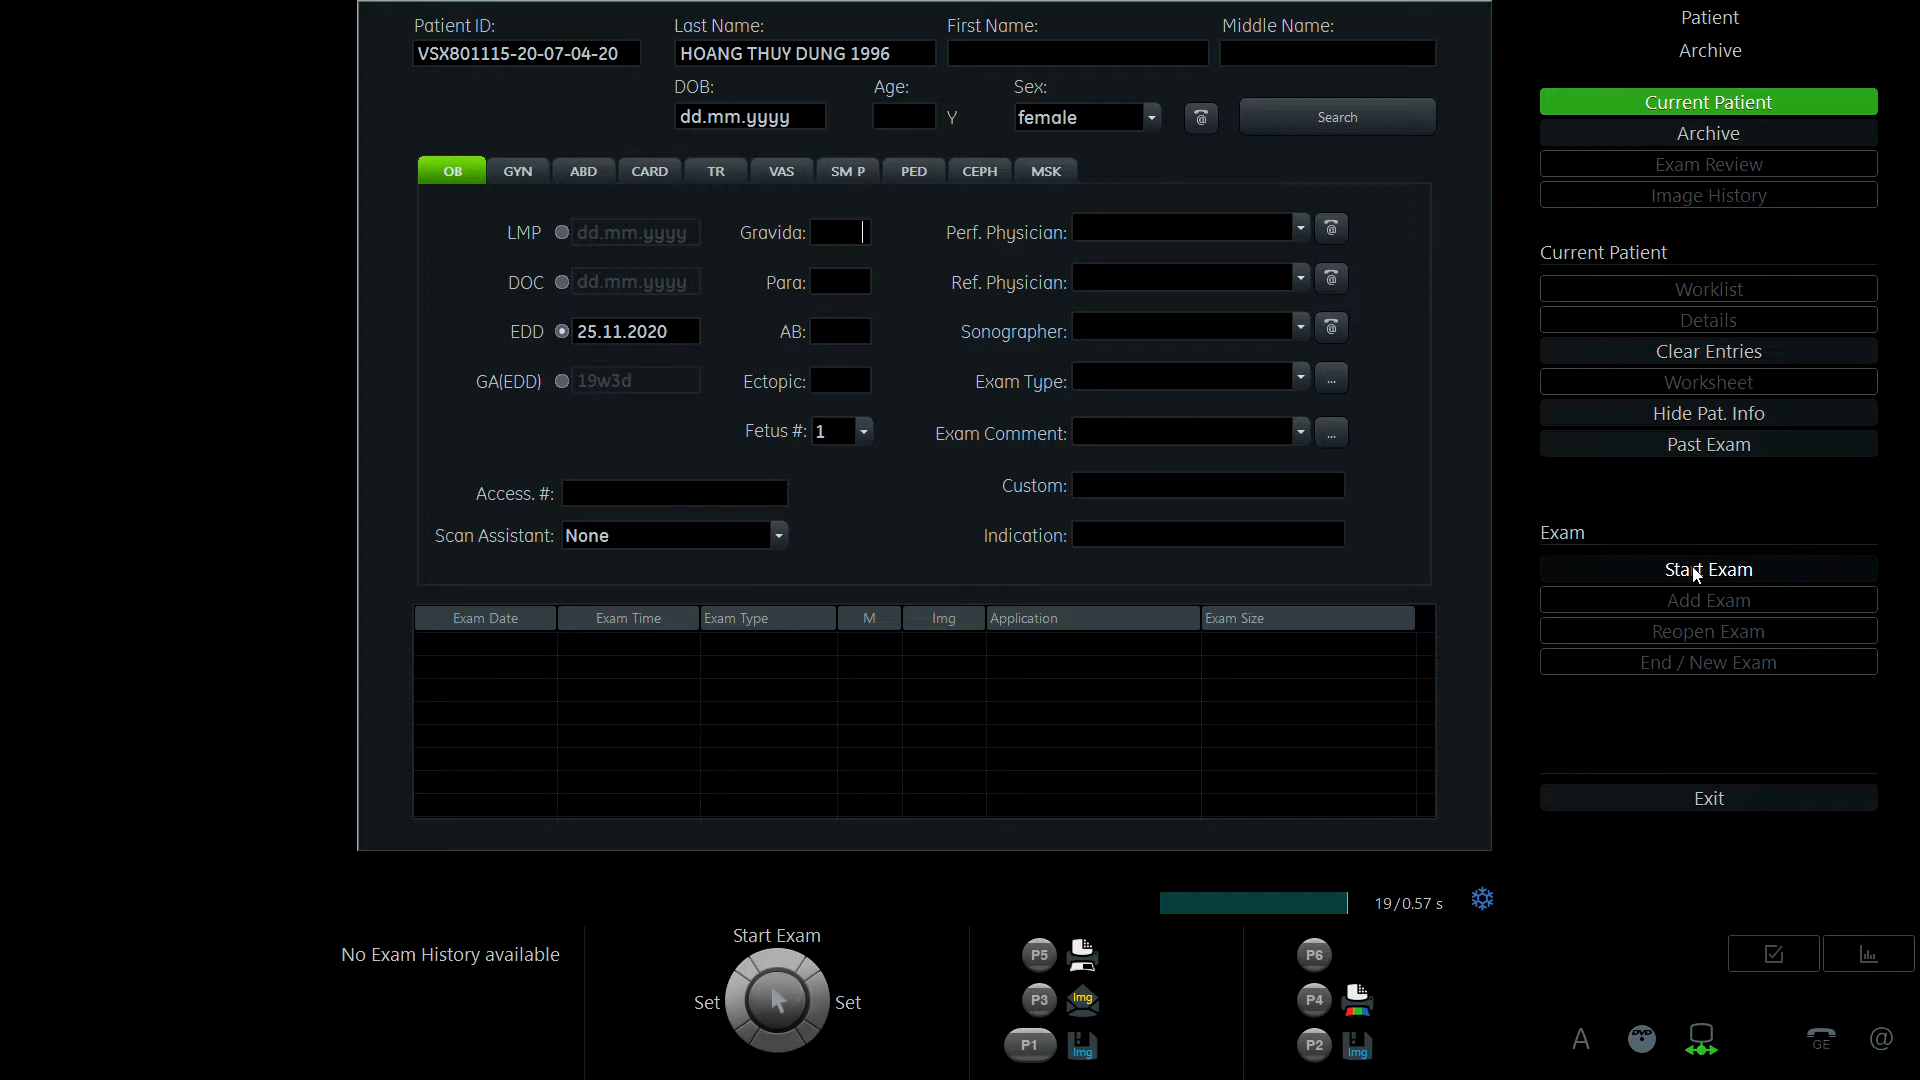 Patient ID: Last Name: First Name: Middle Name:
VSX801115-20-07-04-20 HOANG THUY DUNG 1996
DOB: Age: Sex:
dd.mm.yyyy Y female @ Search
OB GYN ABD CARD TR VAS SM P PED CEPH MSK
LMP dd.mm.yyyy Gravida: Perf. Physician: @
DOC dd.mm.yyyy Para: Ref. Physician: @
EDD 25.11.2020 AB: Sonographer: @
GA(EDD) 19w3d Ectopic: Exam Type: ...
Fetus #: 1 Exam Comment: ...
Access. #: Custom:
Scan Assistant: None Indication:
Exam Date Exam Time Exam Type M Img Application Exam Size
Patient
Archive
Current Patient
Archive
Exam Review
Image History
Current Patient
Worklist
Details
Clear Entries
Worksheet
Hide Pat. Info
Past Exam
Exam
Start Exam
Add Exam
Reopen Exam
End / New Exam
Exit
19/0.57 s
No Exam History available
Start Exam
Set Set
P5
P3 Img
P1 Img
P6
P4
P2 Img
A DVD GE @